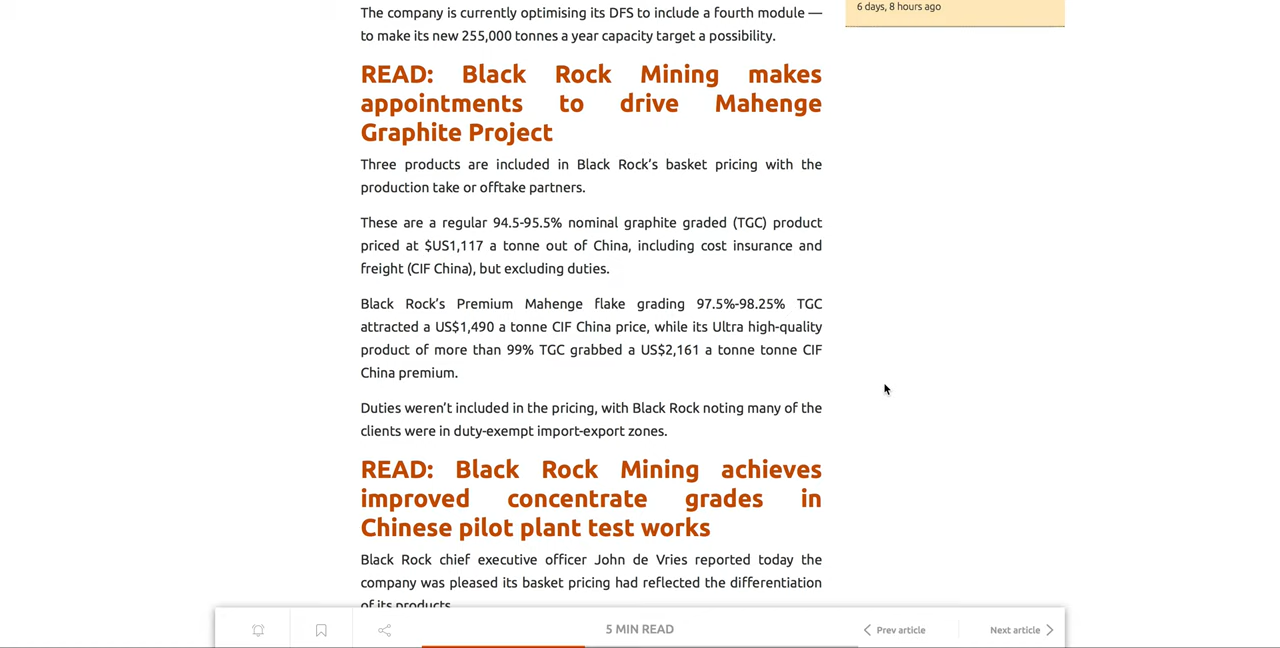 The company is currently optimising its DFS to include a fourth module —
to make its new 255,000 tonnes a year capacity target a possibility.
6 days, 8 hours ago
READ: Black Rock Mining makes
appointments to drive Mahenge
Graphite Project
Three products are included in Black Rock’s basket pricing with the
production take or offtake partners.
These are a regular 94.5-95.5% nominal graphite graded (TGC) product
priced at $US1,117 a tonne out of China, including cost insurance and
freight (CIF China), but excluding duties.
Black Rock’s Premium Mahenge flake grading 97.5%-98.25% TGC
attracted a US$1,490 a tonne CIF China price, while its Ultra high-quality
product of more than 99% TGC grabbed a US$2,161 a tonne tonne CIF
China premium.
Duties weren’t included in the pricing, with Black Rock noting many of the
clients were in duty-exempt import-export zones.
READ: Black Rock Mining achieves
improved concentrate grades in
Chinese pilot plant test works
Black Rock chief executive officer John de Vries reported today the
company was pleased its basket pricing had reflected the differentiation
of its products
5 MIN READ
Prev article
Next article